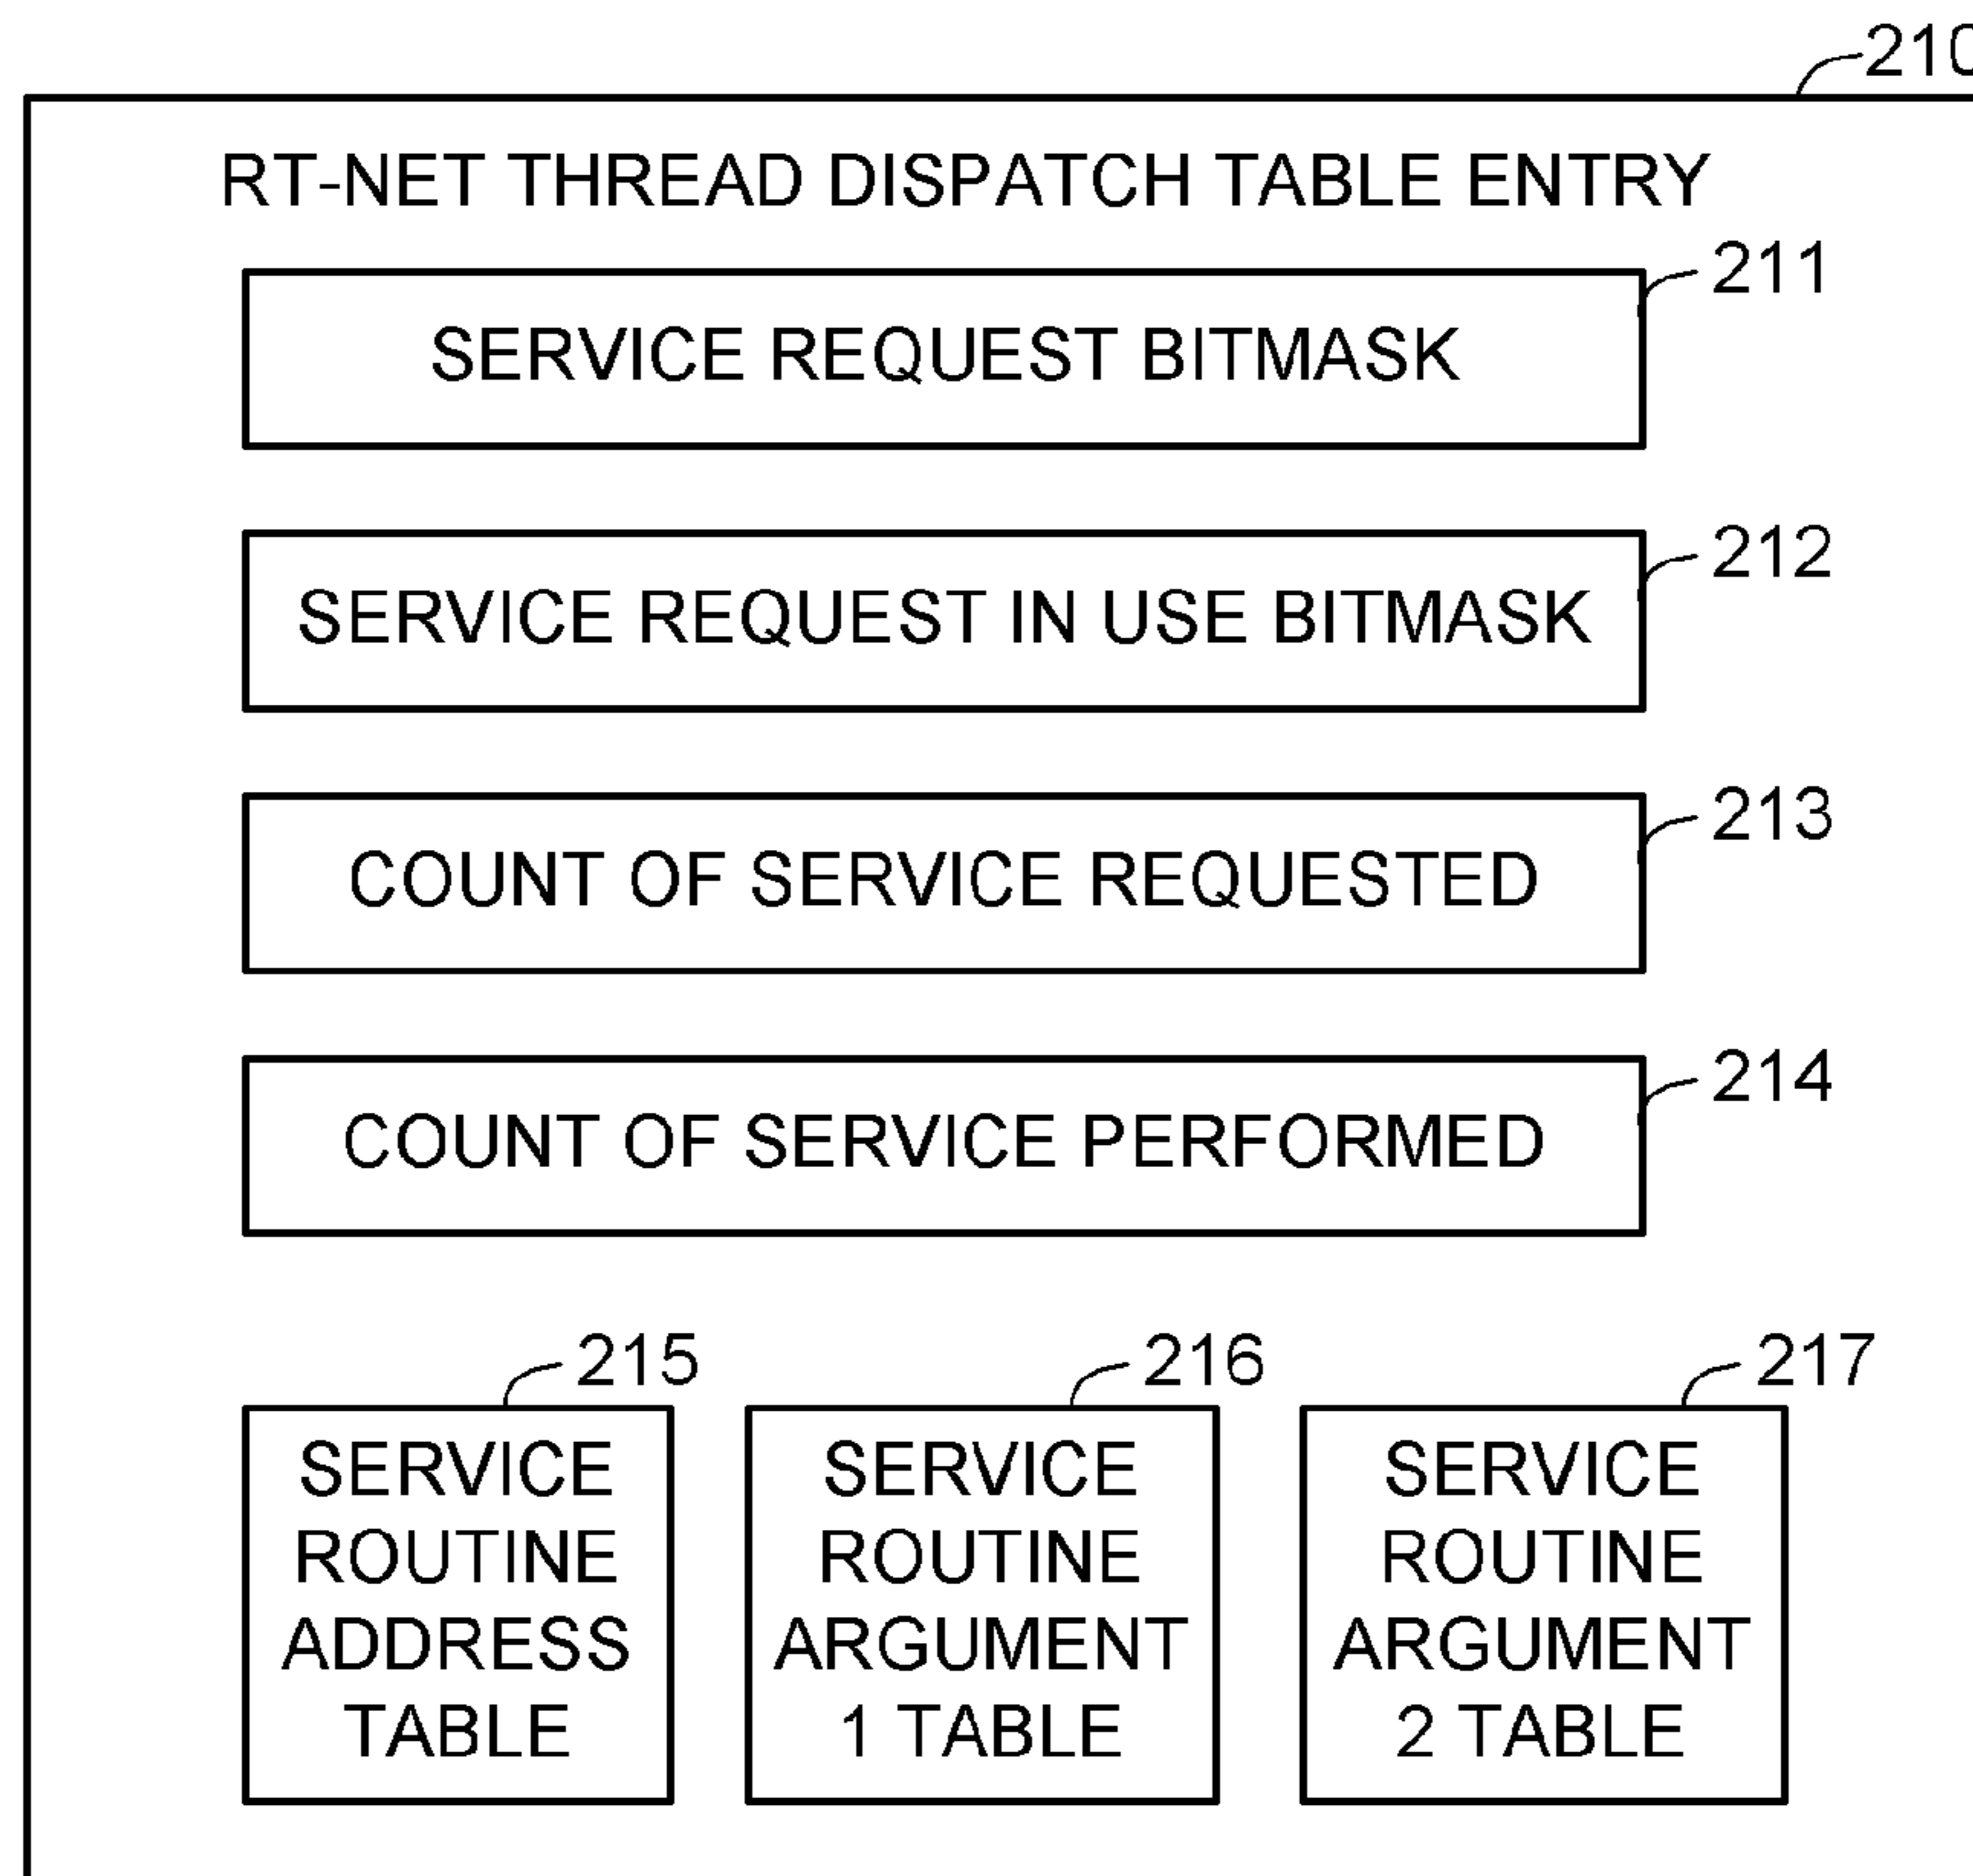 210
RT-NET THREAD DISPATCH TABLE ENTRY
211
SERVICE REQUEST BITMASK
212
SERVICE REQUEST IN USE BITMASK
213
COUNT OF SERVICE REQUESTED
214
COUNT OF SERVICE PERFORMED
215
SERVICE
ROUTINE
ADDRESS
TABLE
216
SERVICE
ROUTINE
ARGUMENT
1 TABLE
217
SERVICE
ROUTINE
ARGUMENT
2 TABLE